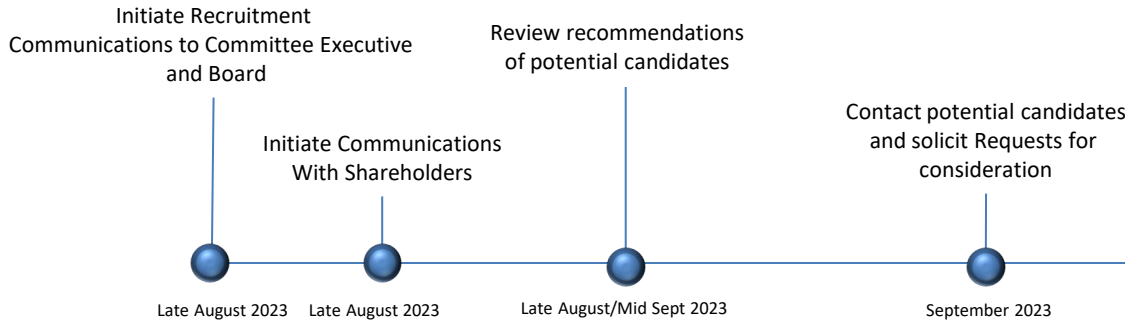 Initiate Recruitment
Communications to Committee Executive
and Board
Initiate Communications
With Shareholders
Review recommendations
of potential candidates
Contact potential candidates
and solicit Requests for
consideration
Late August 2023
Late August 2023
Late August/Mid Sept 2023
September 2023